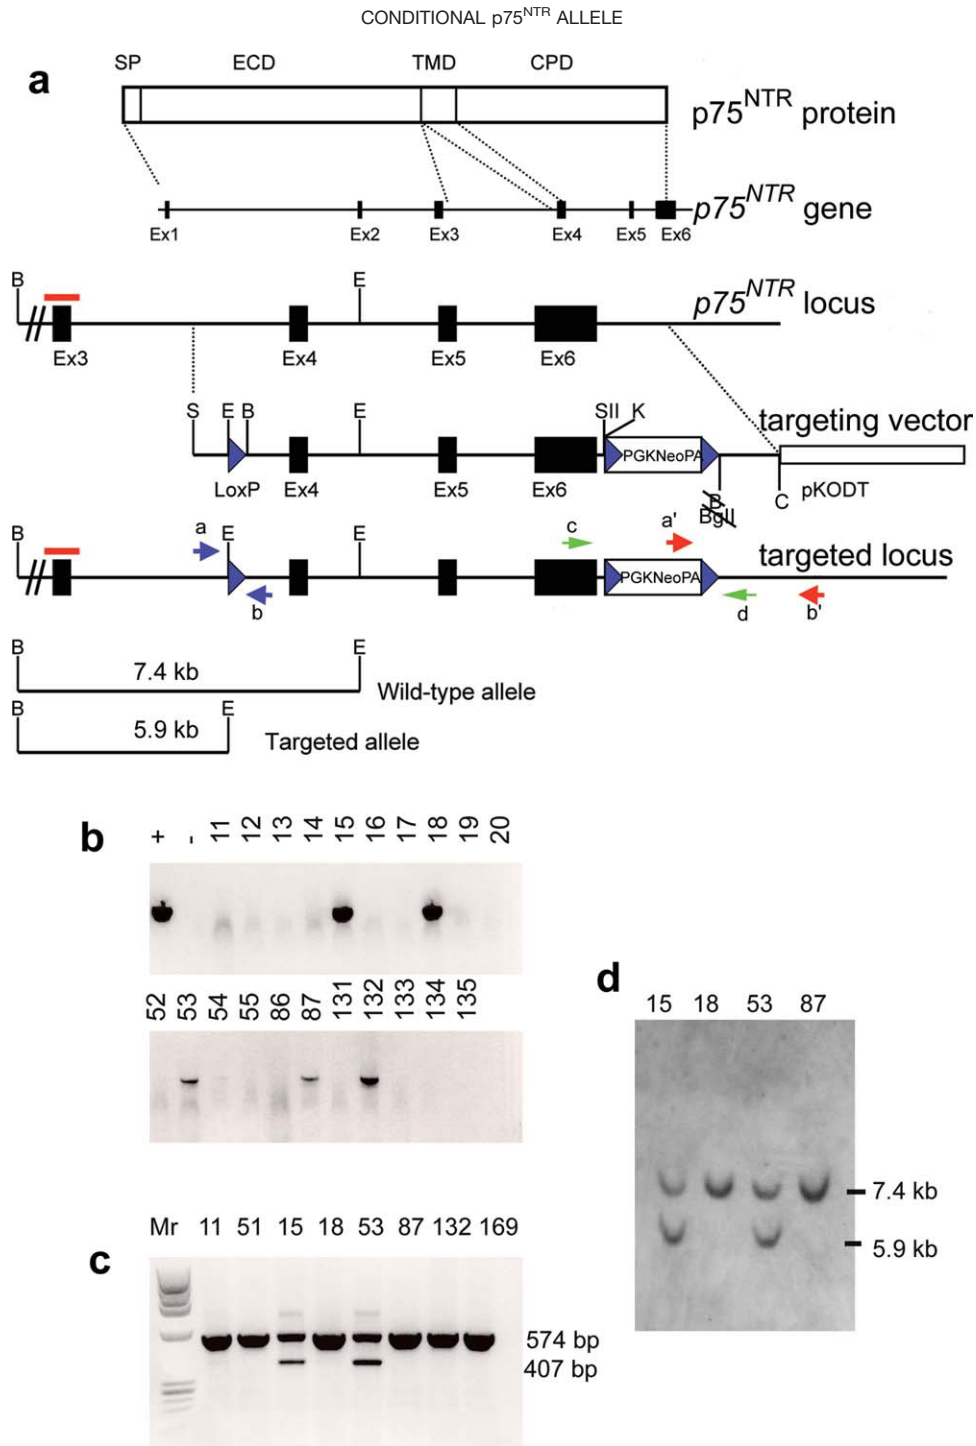 CONDITIONAL p75NTR ALLELE
a
SP ECD TMD CPD
p75NTR protein
p75NTR gene
Ex1 Ex2 Ex3 Ex4 Ex5 Ex6
B E
p75NTR locus
Ex3 Ex4 Ex5 Ex6
S E B E SII K
targeting vector
PGKNeoPA
LoxP Ex4 Ex5 Ex6 B C pKODT
BglI
a c a'
B E E targeted locus
PGKNeoPA
b d b'
B E
7.4 kb
Wild-type allele
B E
5.9 kb
Targeted allele
b
+ - 11 12 13 14 15 16 17 18 19 20
52 53 54 55 86 87 131 132 133 134 135
d
15 18 53 87
7.4 kb
5.9 kb
c
Mr 11 51 15 18 53 87 132 169
574 bp
407 bp